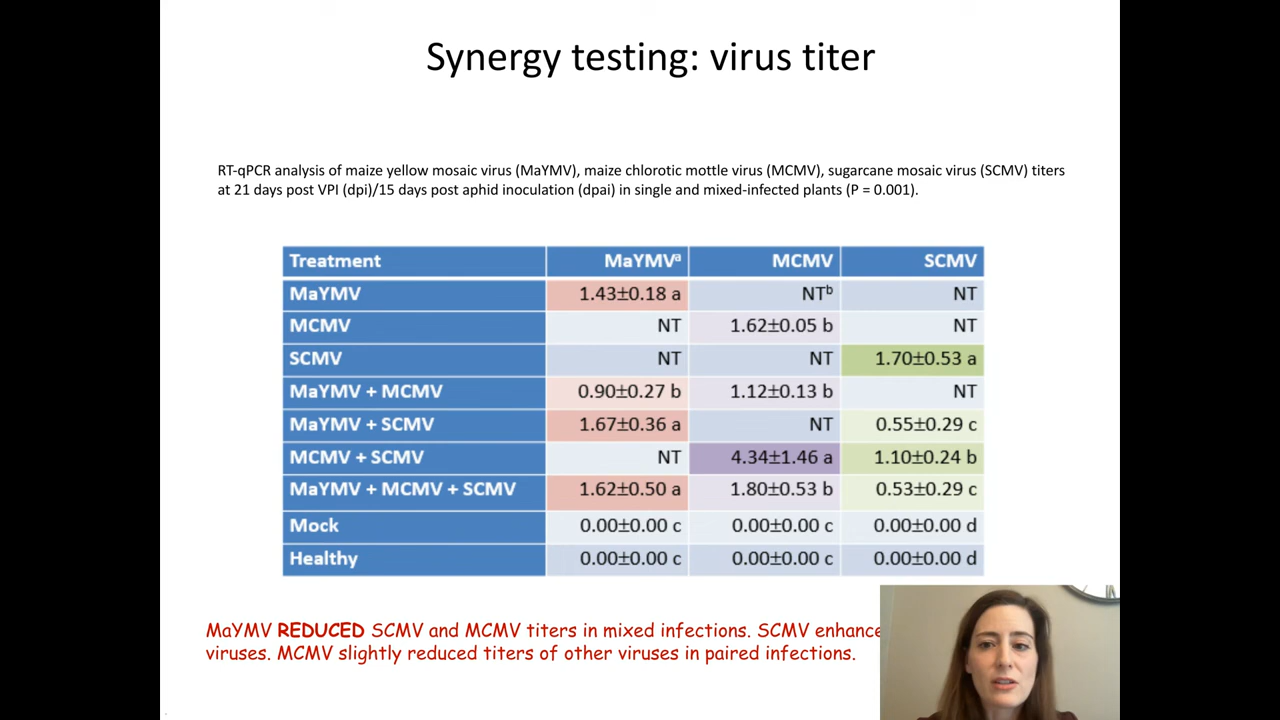 Synergy testing: virus titer
RT-qPCR analysis of maize yellow mosaic virus (MaYMV), maize chlorotic mottle virus (MCMV), sugarcane mosaic virus (SCMV) titers
at 21 days post VPI (dpi)/15 days post aphid inoculation (dpai) in single and mixed-infected plants (P = 0.001).
Treatment MaYMVᵃ MCMV SCMV
MaYMV 1.43±0.18 a NTᵇ NT
MCMV NT 1.62±0.05 b NT
SCMV NT NT 1.70±0.53 a
MaYMV + MCMV 0.90±0.27 b 1.12±0.13 b NT
MaYMV + SCMV 1.67±0.36 a NT 0.55±0.29 c
MCMV + SCMV NT 4.34±1.46 a 1.10±0.24 b
MaYMV + MCMV + SCMV 1.62±0.50 a 1.80±0.53 b 0.53±0.29 c
Mock 0.00±0.00 c 0.00±0.00 c 0.00±0.00 d
Healthy 0.00±0.00 c 0.00±0.00 c 0.00±0.00 d
MaYMV REDUCED SCMV and MCMV titers in mixed infections. SCMV enhance
viruses. MCMV slightly reduced titers of other viruses in paired infections.